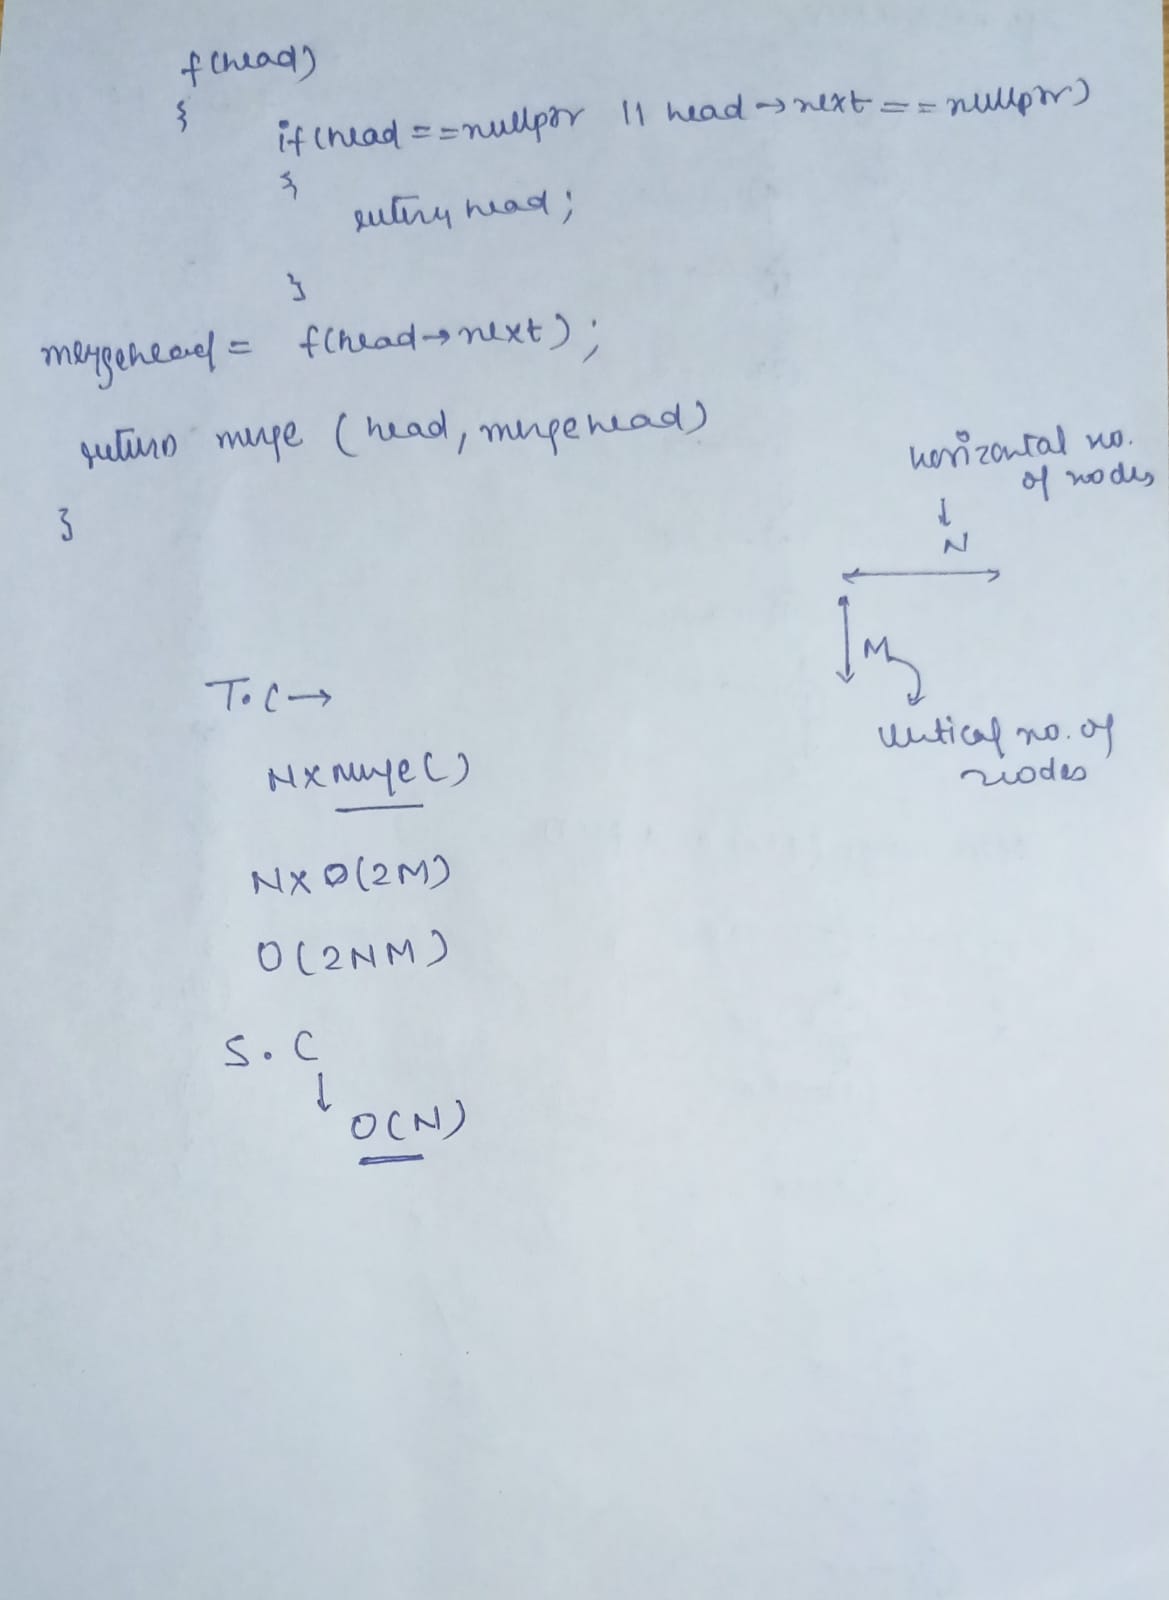 f(head)
{
if(head==nullptr || head→next==nullptr)
{
return head;
}
mergehead = f(head→next);
return merge (head, mergehead)
}
horizontal no.
of nodes
↓
N
M
vertical no. of
nodes
T.C→
N×merge()
N×O(2M)
O(2NM)
S.C
↓
O(N)